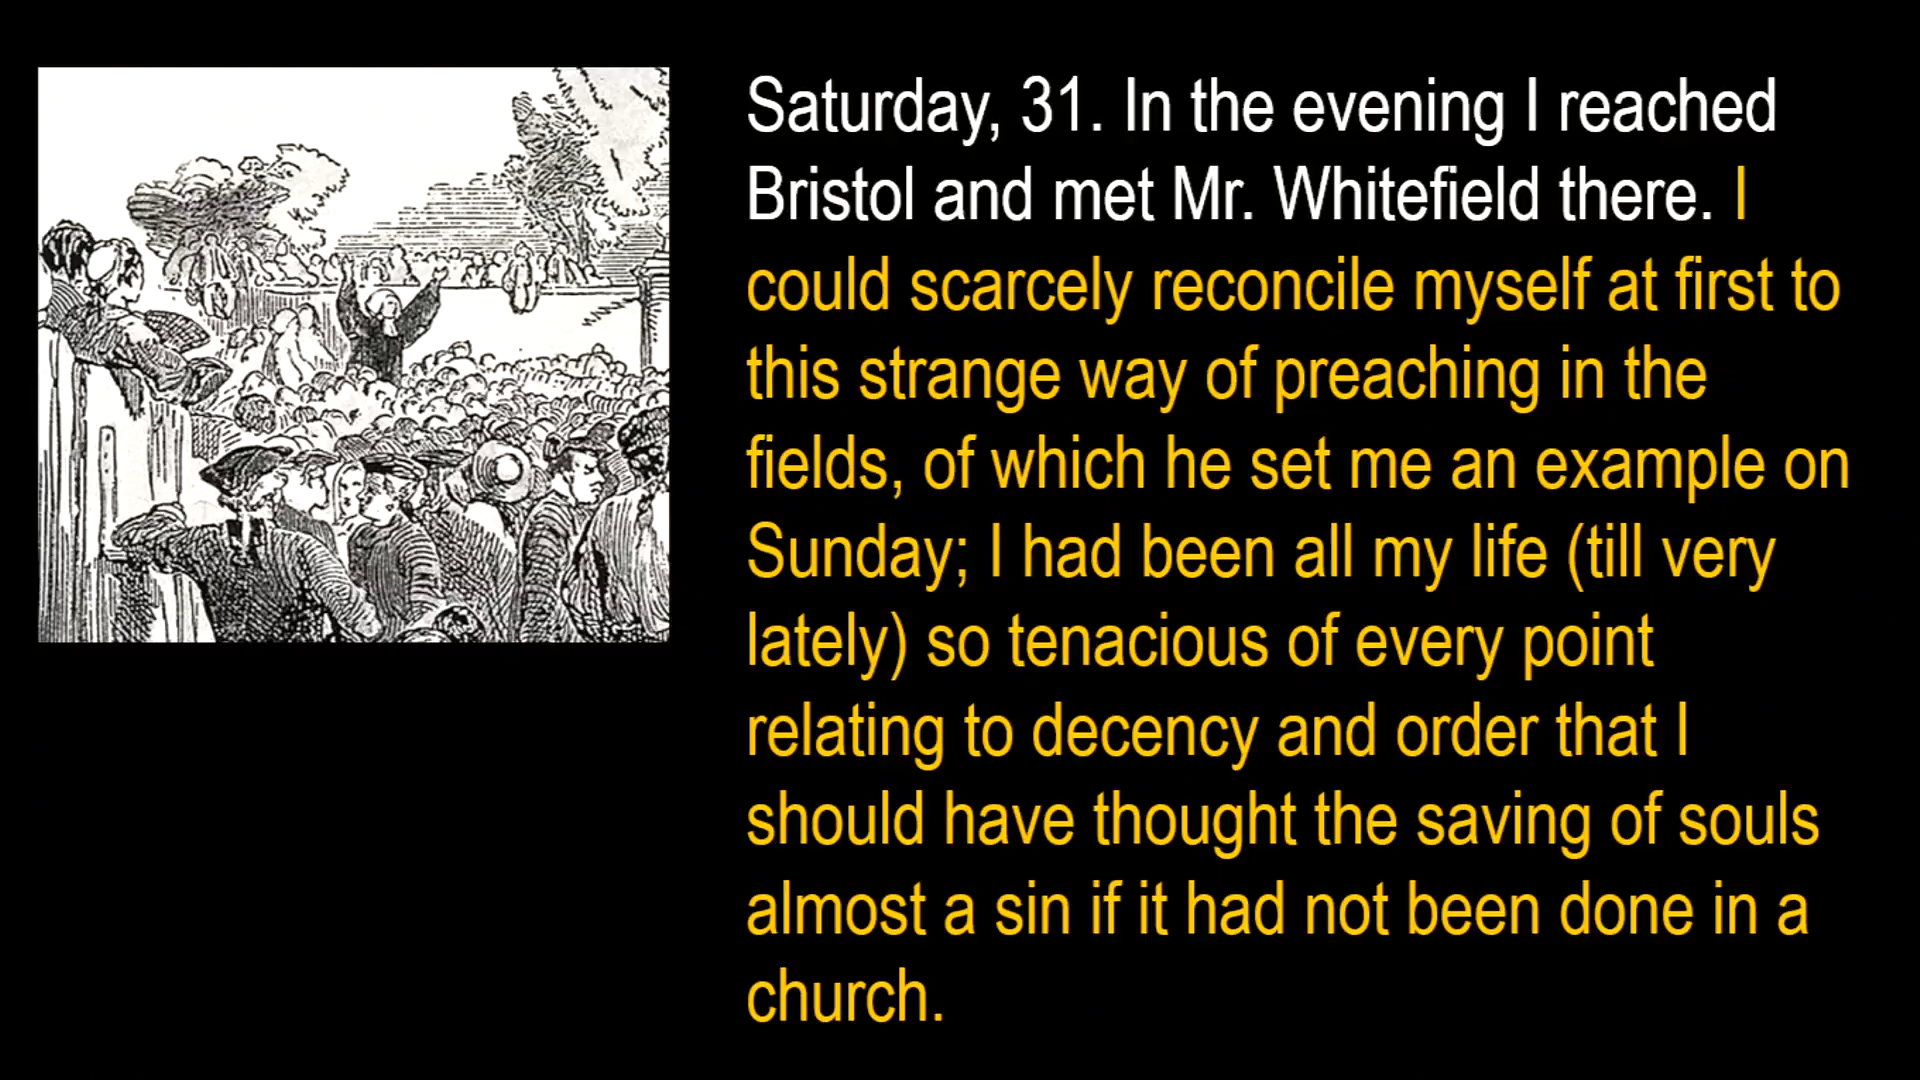 Saturday, 31. In the evening I reached
Bristol and met Mr. Whitefield there. I
could scarcely reconcile myself at first to
this strange way of preaching in the
fields, of which he set me an example on
Sunday; I had been all my life (till very
lately) so tenacious of every point
relating to decency and order that I
should have thought the saving of souls
almost a sin if it had not been done in a
church.